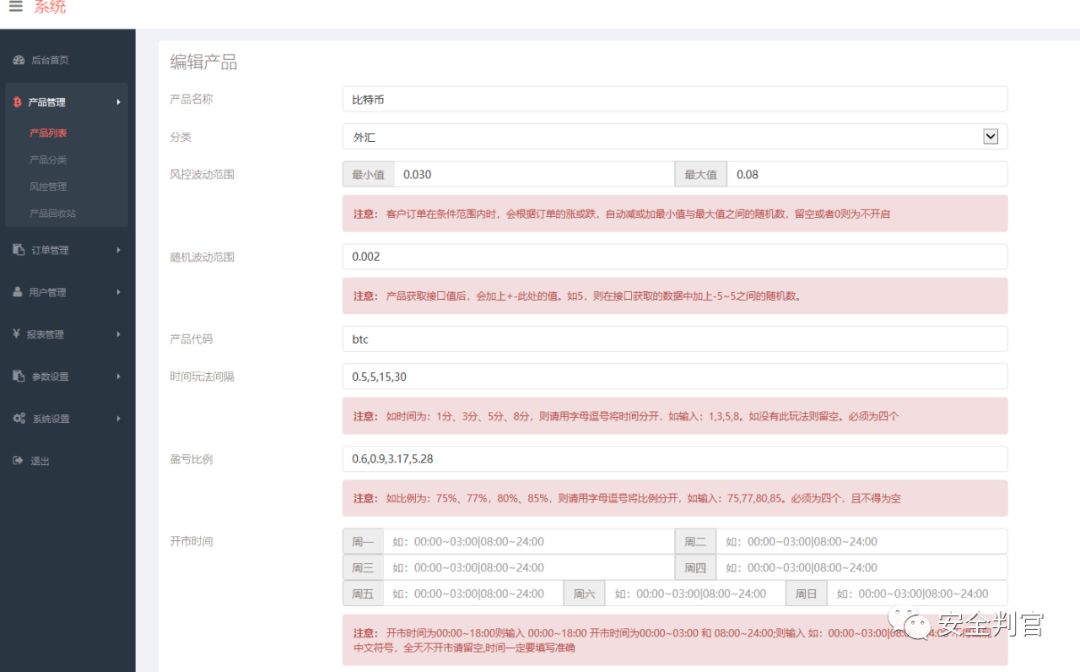 系统
后台首页
产品管理
产品列表
产品分类
风控管理
产品回收站
订单管理
用户管理
报表管理
参数设置
系统设置
退出
编辑产品
产品名称 比特币
分类 外汇
风控波动范围 最小值 0.030 最大值 0.08
注意： 客户订单在条件范围内时，会根据订单的涨或跌，自动减或加最小值与最大值之间的随机数，留空或者0则为不开启
随机波动范围 0.002
注意： 产品获取接口值后，会加上+-此处的值。如5，则在接口获取的数据中加上-5~5之间的随机数。
产品代码 btc
时间玩法间隔 0.5,5,15,30
注意： 如时间为：1分、3分、5分、8分，则请用字母逗号将时间分开，如输入：1,3,5,8。如没有此玩法则留空。必须为四个
盈亏比例 0.6,0.9,3.17,5.28
注意： 如比例为：75%、77%，80%、85%，则请用字母逗号将比例分开，如输入：75,77,80,85。必须为四个，且不得为空
开市时间 周一 如：00:00~03:00|08:00~24:00 周二 如：00:00~03:00|08:00~24:00
周三 如：00:00~03:00|08:00~24:00 周四 如：00:00~03:00|08:00~24:00
周五 如：00:00~03:00|08:00~24:00 周六 如：00:00~03:00|08:00~24:00 周日 如：00:00~03:00|08:00~24:00
注意： 开市时间为00:00~18:00则输入 00:00~18:00 开市时间为00:00~03:00 和 08:00~24:00;则输入 如：00:00~03:00|
中文符号，全天不开市请留空,时间一定要填写准确
安全判官